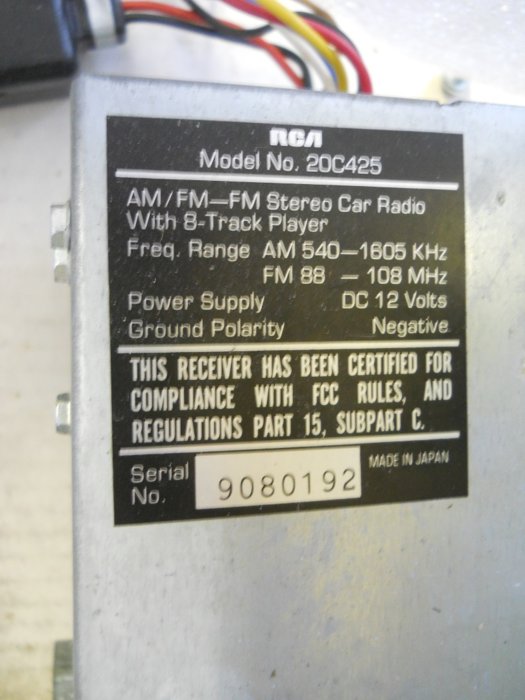 RCA
Model No. 20C425
AM/FM—FM Stereo Car Radio
With 8-Track Player
Freq. Range AM 540—1605 KHz
FM 88 — 108 MHz
Power Supply DC 12 Volts
Ground Polarity Negative
THIS RECEIVER HAS BEEN CERTIFIED FOR
COMPLIANCE WITH FCC RULES, AND
REGULATIONS PART 15, SUBPART C.
Serial No. 9080192
MADE IN JAPAN